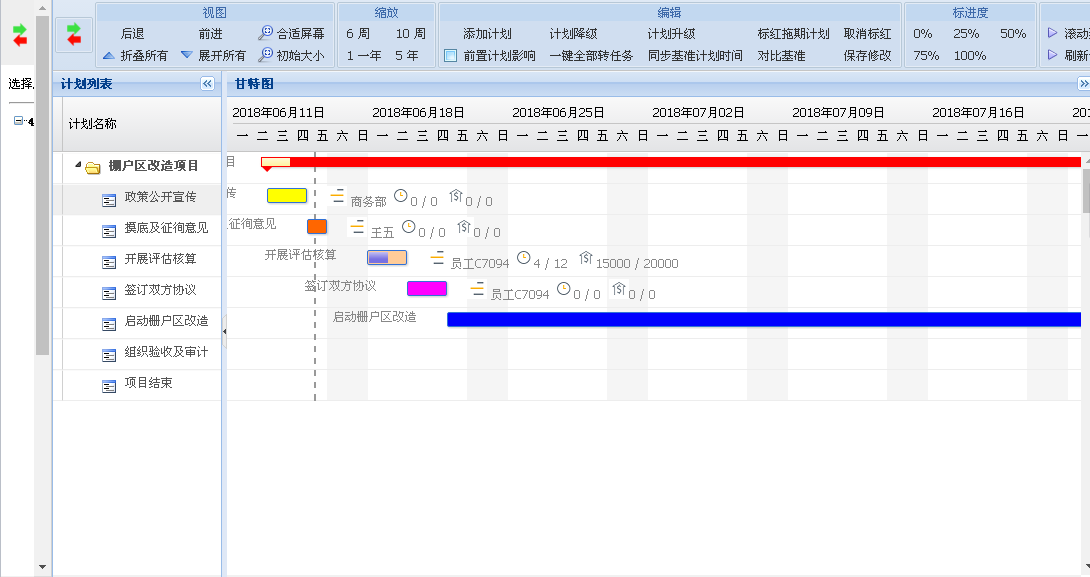 视图 缩放 编辑 标进度
后退 前进 合适屏幕 6 周 10 周 添加计划 计划降级 计划升级 标红拖期计划 取消标红 0% 25% 50% 滚动
折叠所有 展开所有 初始大小 1 一年 5 年 前置计划影响 一键全部转任务 同步基准计划时间 对比基准 保存修改 75% 100% 刷新
选择
计划列表 甘特图
2018年06月11日 2018年06月18日 2018年06月25日 2018年07月02日 2018年07月09日 2018年07月16日 201
计划名称
一 二 三 四 五 六 日 一 二 三 四 五 六 日 一 二 三 四 五 六 日 一 二 三 四 五 六 日 一 二 三 四 五 六 日 一 二 三 四 五 六 日 一
4
棚户区改造项目 目
政策公开宣传 传 商务部 0 / 0 0 / 0
摸底及征询意见 征询意见 王五 0 / 0 0 / 0
开展评估核算 开展评估核算 员工C7094 4 / 12 15000 / 20000
签订双方协议 签订双方协议 员工C7094 0 / 0 0 / 0
启动栅户区改造 启动栅户区改造
组织验收及审计
项目结束